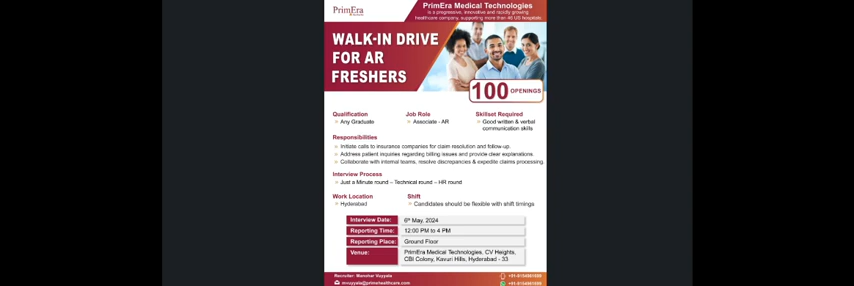 PrimEra
PrimEra Medical Technologies
is a progressive, innovative and rapidly growing
healthcare company, supporting more than 40 US hospitals
WALK-IN DRIVE
FOR AR
FRESHERS
100 OPENINGS
Qualification
Any Graduate
Job Role
Associate - AR
Skillset Required
Good written & verbal
communication skills
Responsibilities
Initiate calls to insurance companies for claim resolution and follow-up.
Address patient inquiries regarding billing issues and provide clear explanations.
Collaborate with internal teams, resolve discrepancies & expedite claims processing.
Interview Process
Just a Minute round – Technical round – HR round
Work Location
Hyderabad
Shift
Candidates should be flexible with shift timings
Interview Date: 6th May, 2024
Reporting Time: 12:00 PM to 4 PM
Reporting Place: Ground Floor
Venue: PrimEra Medical Technologies, CV Heights,
CBI Colony, Kavuri Hills, Hyderabad - 33
Recruiter: Manohar Vuyyala